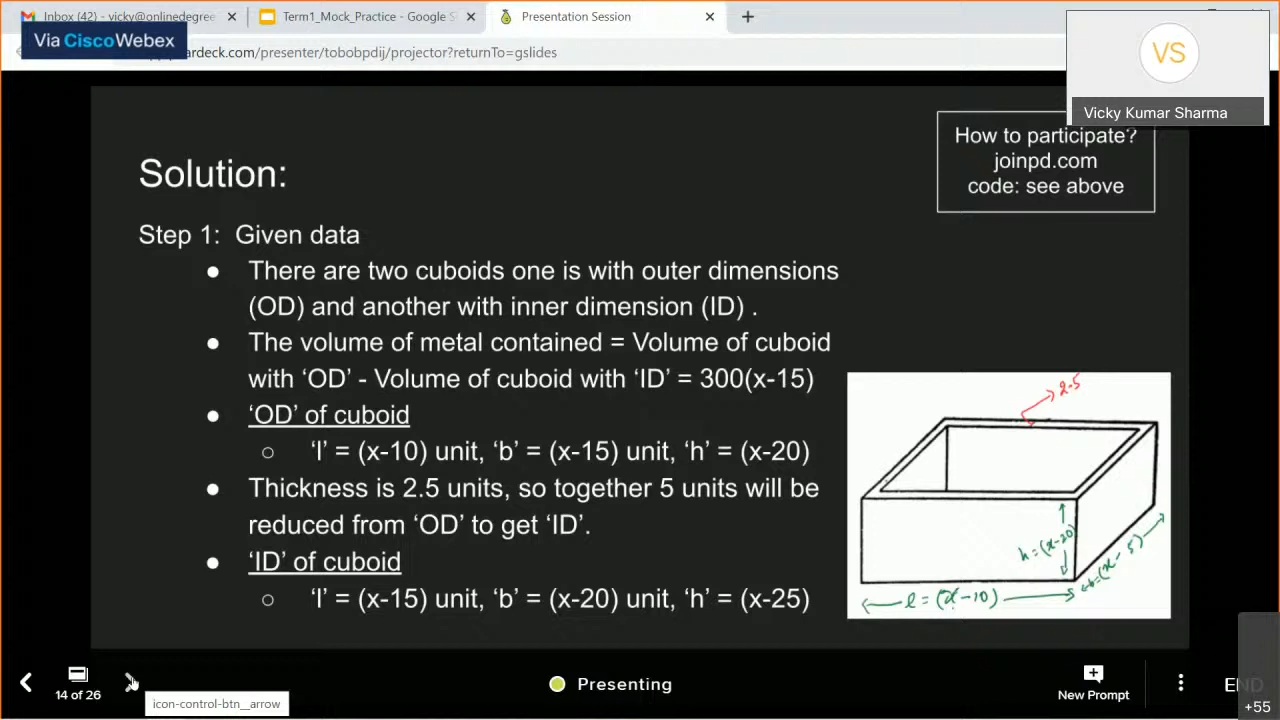 Inbox (42) - vicky@onlinedegree
Term1_Mock_Practice - Google S
Presentation Session
Via Cisco Webex
ardeck.com/presenter/tobobpdij/projector?returnTo=gslides
VS
Vicky Kumar Sharma
How to participate?
joinpd.com
code: see above
Solution:
Step 1: Given data
● There are two cuboids one is with outer dimensions
(OD) and another with inner dimension (ID) .
● The volume of metal contained = Volume of cuboid
with ‘OD’ - Volume of cuboid with ‘ID’ = 300(x-15)
● ‘OD’ of cuboid
○ ‘l’ = (x-10) unit, ‘b’ = (x-15) unit, ‘h’ = (x-20)
● Thickness is 2.5 units, so together 5 units will be
reduced from ‘OD’ to get ‘ID’.
● ‘ID’ of cuboid
○ ‘l’ = (x-15) unit, ‘b’ = (x-20) unit, ‘h’ = (x-25)
2.5
h = (x-20)
b = (x - 5)
l = (x-10)
14 of 26
icon-control-btn__arrow
Presenting
New Prompt
END
+55